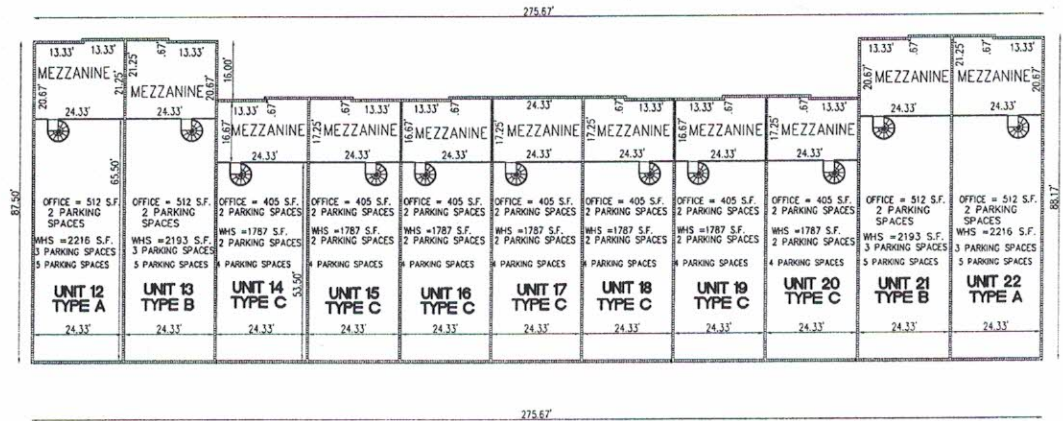 275.67'
13.33' 13.33' .67' 13.33'
MEZZANINE
20.67'
21.25'
24.33'
21.25'
MEZZANINE
20.67'
24.33'
16.00'
13.33' .67'
16.67'
MEZZANINE
24.33'
.67' 13.33'
MEZZANINE
17.25'
24.33'
13.33' .67'
16.67'
MEZZANINE
24.33'
24.33'
17.25'
MEZZANINE
24.33'
.67' 13.33'
17.25'
MEZZANINE
24.33'
13.33' .67'
16.67'
MEZZANINE
24.33'
.67' 13.33'
17.25'
MEZZANINE
24.33'
13.33' .67'
21.25'
20.67'
MEZZANINE
24.33'
.67' 13.33'
21.25'
MEZZANINE
20.67'
24.33'
87.50'
65.50'
53.50'
88.17'
OFFICE = 512 S.F.
2 PARKING
SPACES
WHS =2216 S.F.
3 PARKING SPACES
5 PARKING SPACES
UNIT 12
TYPE A
24.33'
OFFICE = 512 S.F.
2 PARKING
SPACES
WHS =2193 S.F.
3 PARKING SPACES
5 PARKING SPACES
UNIT 13
TYPE B
24.33'
OFFICE = 405 S.F.
2 PARKING SPACES
WHS =1787 S.F.
2 PARKING SPACES
4 PARKING SPACES
UNIT 14
TYPE C
24.33'
OFFICE = 405 S.F.
2 PARKING SPACES
WHS =1787 S.F.
2 PARKING SPACES
4 PARKING SPACES
UNIT 15
TYPE C
24.33'
OFFICE = 405 S.F.
2 PARKING SPACES
WHS =1787 S.F.
2 PARKING SPACES
4 PARKING SPACES
UNIT 16
TYPE C
24.33'
OFFICE = 405 S.F.
2 PARKING SPACES
WHS =1787 S.F.
2 PARKING SPACES
4 PARKING SPACES
UNIT 17
TYPE C
24.33'
OFFICE = 405 S.F.
2 PARKING SPACES
WHS =1787 S.F.
2 PARKING SPACES
4 PARKING SPACES
UNIT 18
TYPE C
24.33'
OFFICE = 405 S.F.
2 PARKING SPACES
WHS =1787 S.F.
2 PARKING SPACES
4 PARKING SPACES
UNIT 19
TYPE C
24.33'
OFFICE = 405 S.F.
2 PARKING SPACES
WHS =1787 S.F.
2 PARKING SPACES
4 PARKING SPACES
UNIT 20
TYPE C
24.33'
OFFICE = 512 S.F.
2 PARKING
SPACES
WHS =2193 S.F.
3 PARKING SPACES
5 PARKING SPACES
UNIT 21
TYPE B
24.33'
OFFICE = 512 S.F.
2 PARKING
SPACES
WHS =2216 S.F.
3 PARKING SPACES
5 PARKING SPACES
UNIT 22
TYPE A
24.33'
275.67'